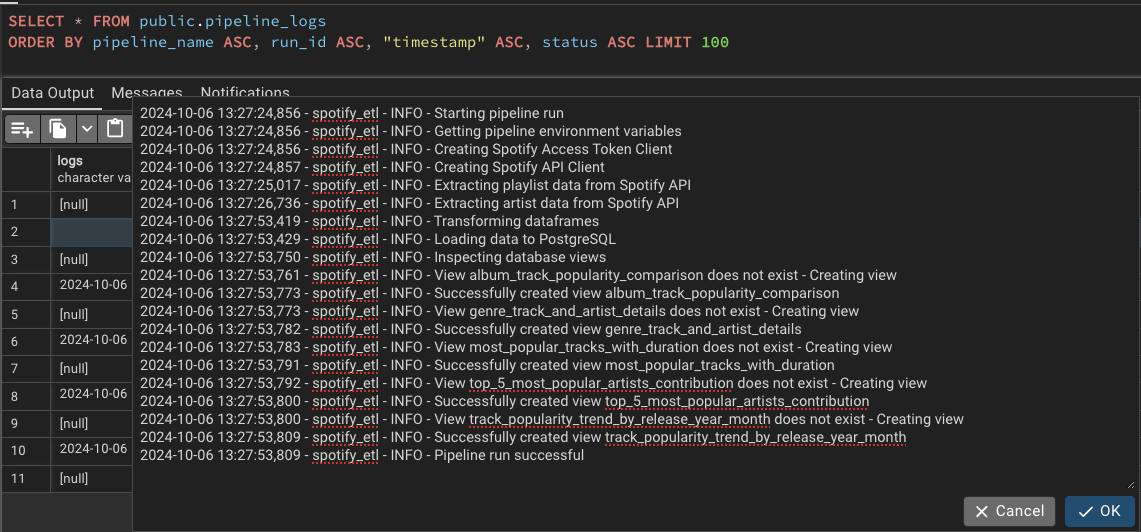 SELECT * FROM public.pipeline_logs
ORDER BY pipeline_name ASC, run_id ASC, "timestamp" ASC, status ASC LIMIT 100
Data Output Messages Notifications
logs
character va
1 [null]
2
3 [null]
4 2024-10-06
5 [null]
6 2024-10-06
7 [null]
8 2024-10-06
9 [null]
10 2024-10-06
11 [null]
2024-10-06 13:27:24,856 - spotify_etl - INFO - Starting pipeline run
2024-10-06 13:27:24,856 - spotify_etl - INFO - Getting pipeline environment variables
2024-10-06 13:27:24,856 - spotify_etl - INFO - Creating Spotify Access Token Client
2024-10-06 13:27:24,857 - spotify_etl - INFO - Creating Spotify API Client
2024-10-06 13:27:25,017 - spotify_etl - INFO - Extracting playlist data from Spotify API
2024-10-06 13:27:26,736 - spotify_etl - INFO - Extracting artist data from Spotify API
2024-10-06 13:27:53,419 - spotify_etl - INFO - Transforming dataframes
2024-10-06 13:27:53,429 - spotify_etl - INFO - Loading data to PostgreSQL
2024-10-06 13:27:53,750 - spotify_etl - INFO - Inspecting database views
2024-10-06 13:27:53,761 - spotify_etl - INFO - View album_track_popularity_comparison does not exist - Creating view
2024-10-06 13:27:53,773 - spotify_etl - INFO - Successfully created view album_track_popularity_comparison
2024-10-06 13:27:53,773 - spotify_etl - INFO - View genre_track_and_artist_details does not exist - Creating view
2024-10-06 13:27:53,782 - spotify_etl - INFO - Successfully created view genre_track_and_artist_details
2024-10-06 13:27:53,783 - spotify_etl - INFO - View most_popular_tracks_with_duration does not exist - Creating view
2024-10-06 13:27:53,791 - spotify_etl - INFO - Successfully created view most_popular_tracks_with_duration
2024-10-06 13:27:53,792 - spotify_etl - INFO - View top_5_most_popular_artists_contribution does not exist - Creating view
2024-10-06 13:27:53,800 - spotify_etl - INFO - Successfully created view top_5_most_popular_artists_contribution
2024-10-06 13:27:53,800 - spotify_etl - INFO - View track_popularity_trend_by_release_year_month does not exist - Creating view
2024-10-06 13:27:53,809 - spotify_etl - INFO - Successfully created view track_popularity_trend_by_release_year_month
2024-10-06 13:27:53,809 - spotify_etl - INFO - Pipeline run successful
Cancel OK